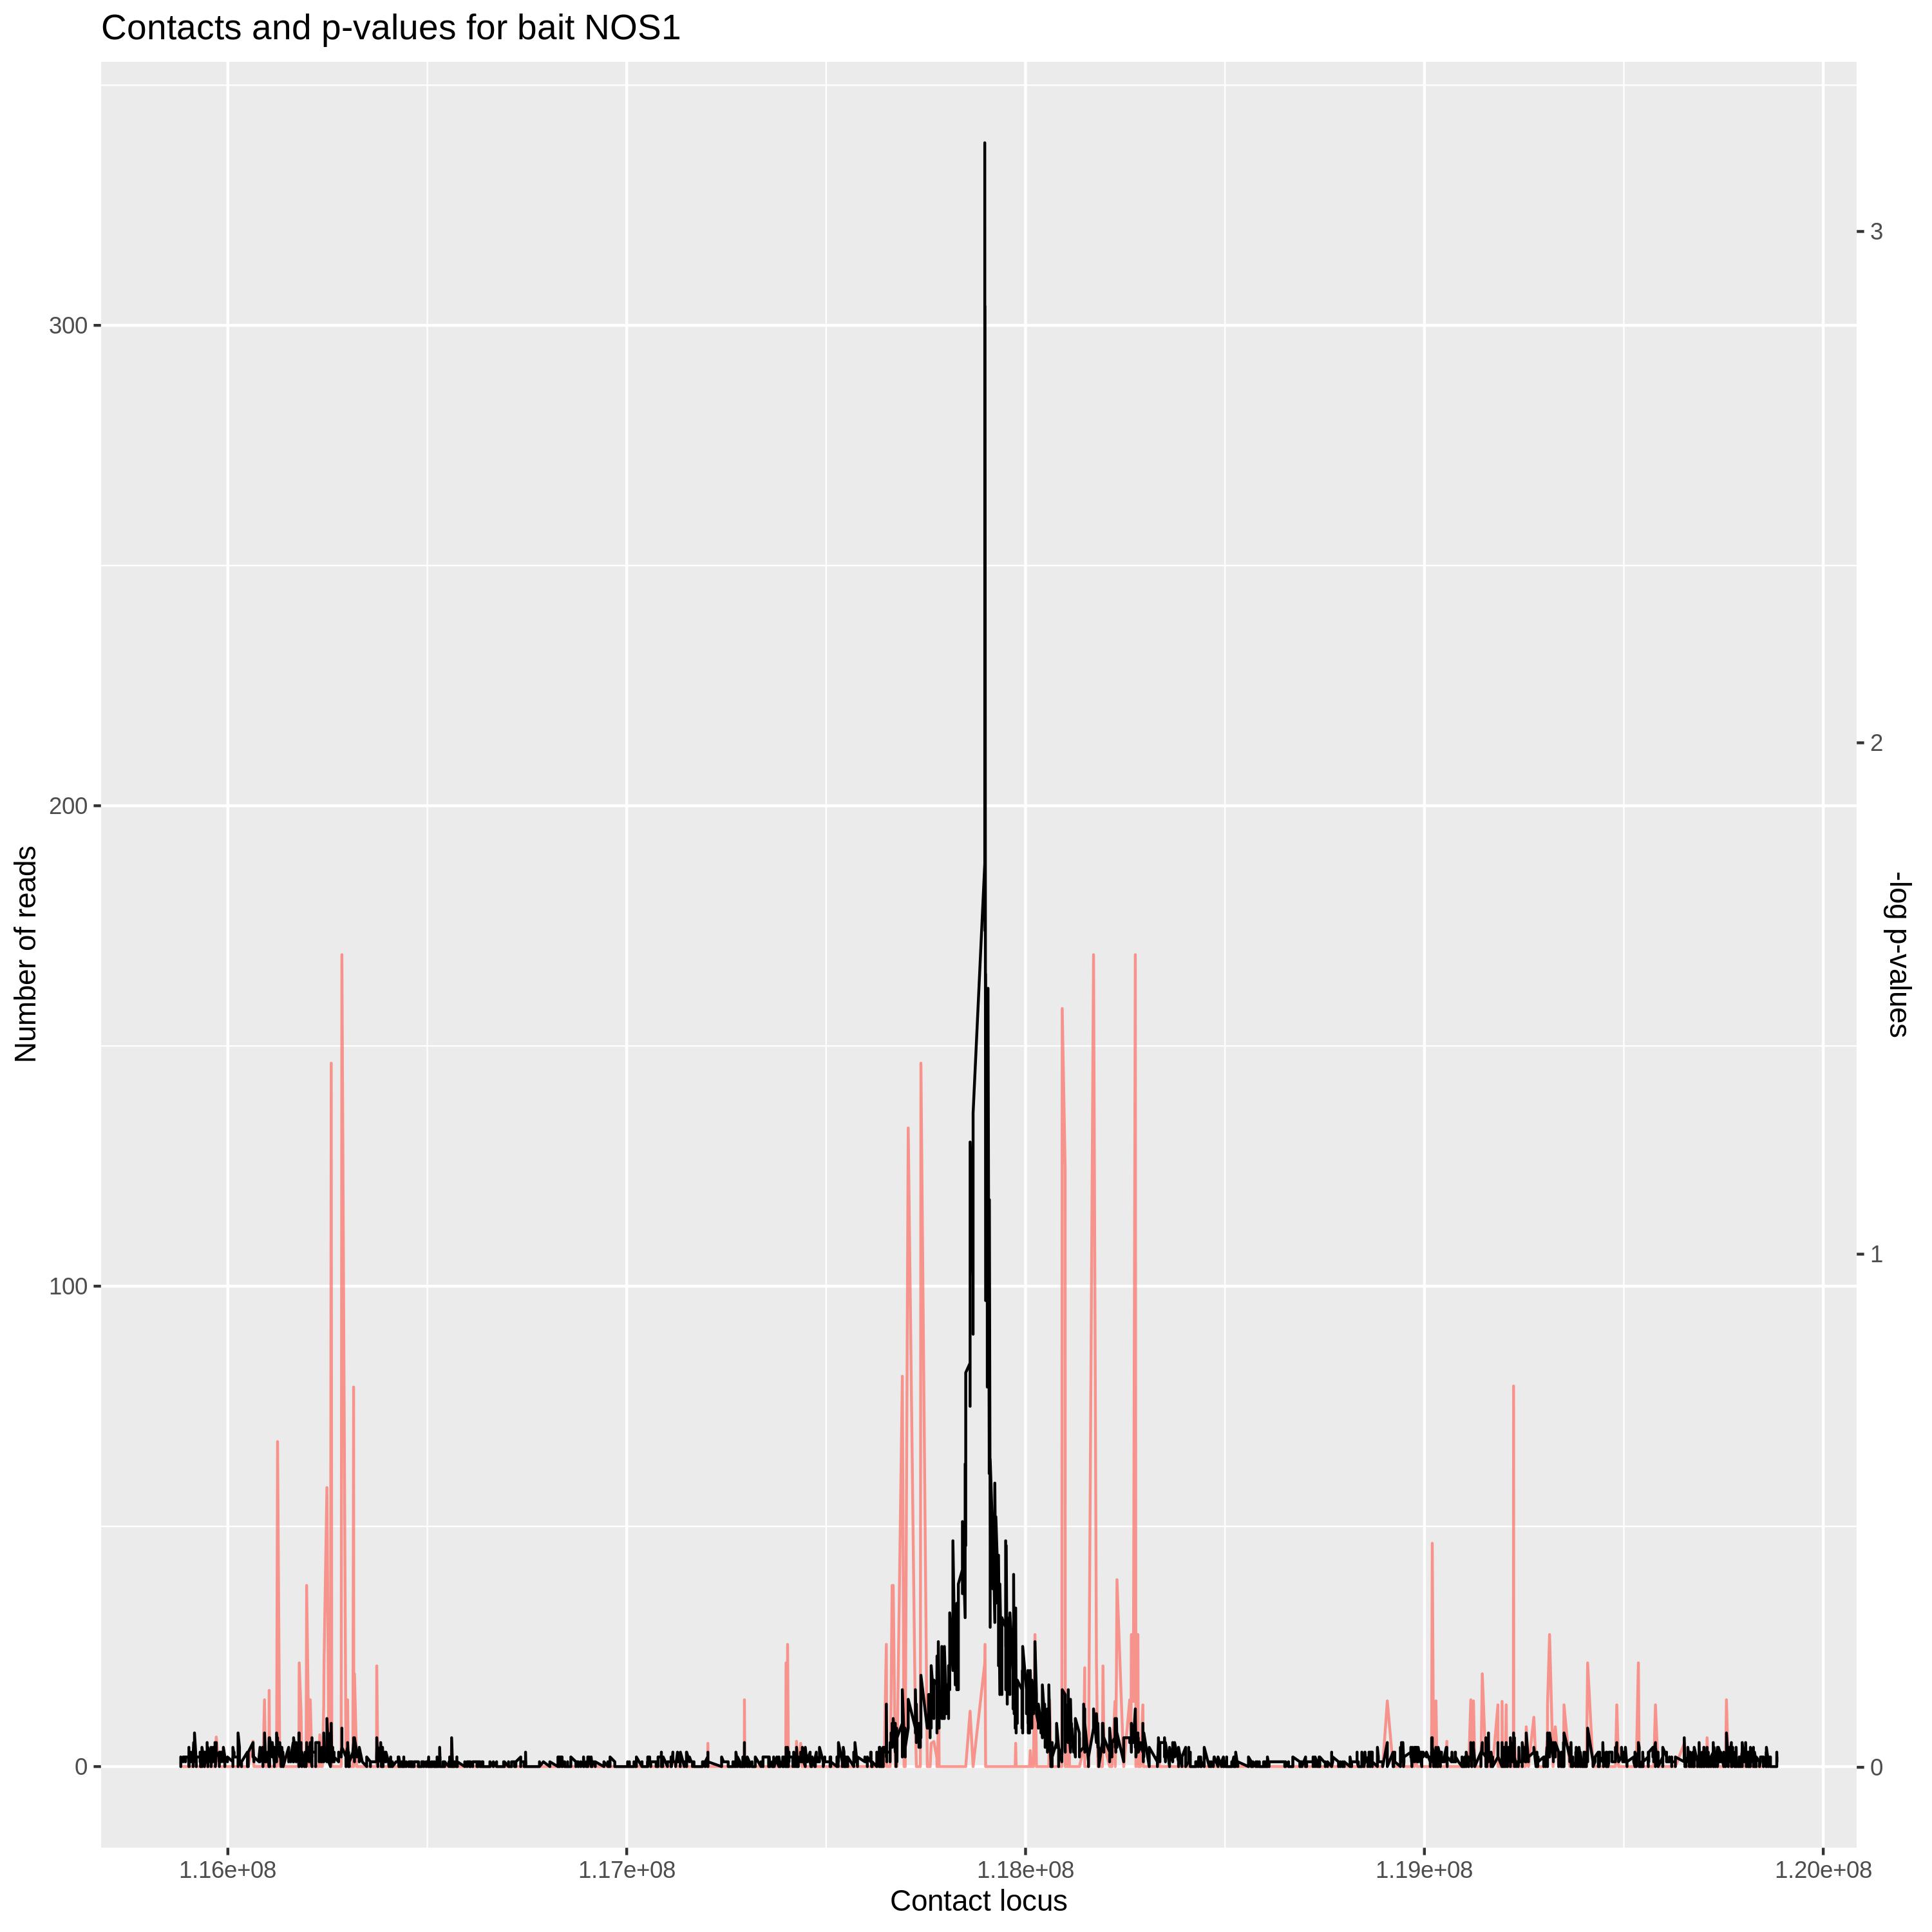 Contacts and p-values for bait NOS1
Number of reads
300
200
100
0
3
2
1
0
-log p-values
1.16e+08
1.17e+08
1.18e+08
1.19e+08
1.20e+08
Contact locus